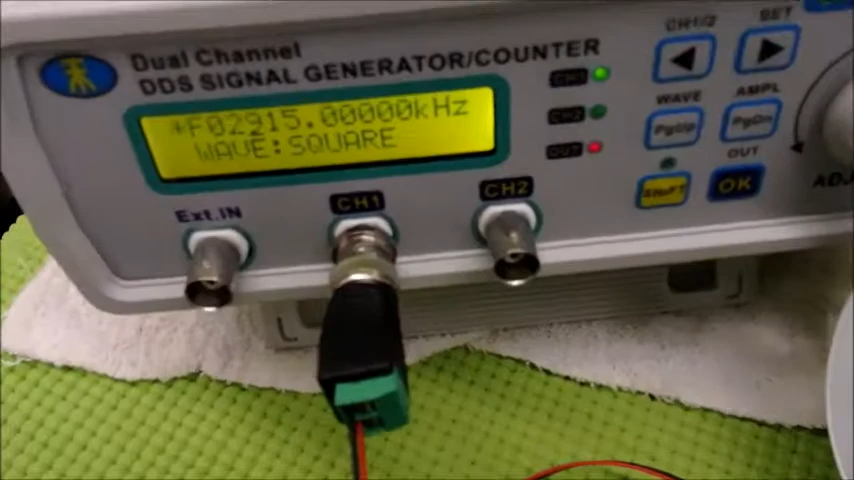 Dual Channel
DDS SIGNAL GENERATOR/COUNTER
*F02915.00000kHz
WAVE:SQUARE
CH1
CH2
OUT
CH1/2
SET
WAVE
AMPL
PgUp
PgDn
OUT
SHIFT
OK
ADJ
Ext.IN
CH1
CH2